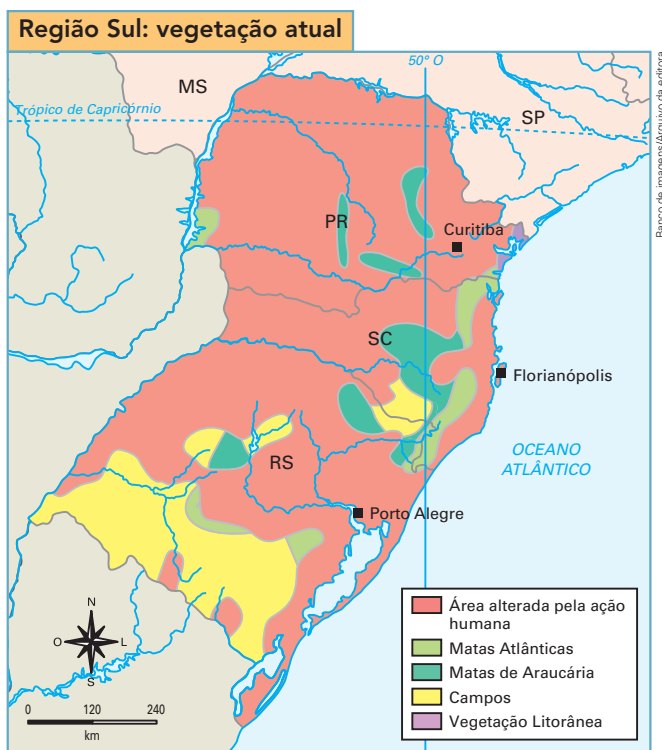 Região Sul: vegetação atual
50° O
MS
Trópico de Capricórnio
SP
PR
Curitiba
SC
Florianópolis
OCEANO
ATLÂNTICO
RS
Porto Alegre
N
O
L
S
0 120 240
km
Área alterada pela ação
humana
Matas Atlânticas
Matas de Araucária
Campos
Vegetação Litorânea
Banco de imagens/Arquivo da editora